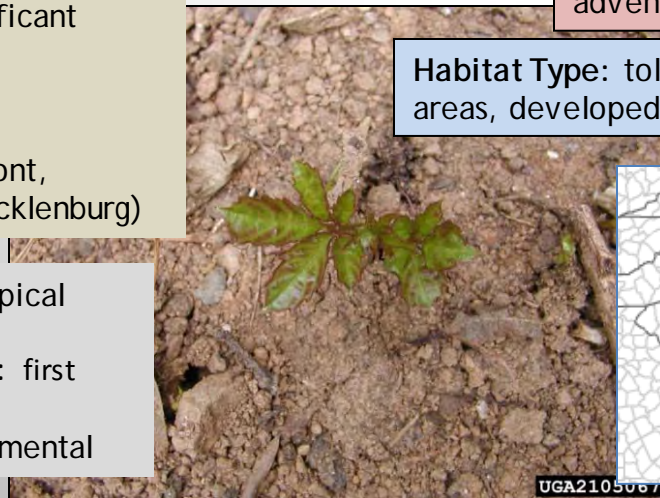 ficant
adven
Habitat Type: tol
areas, developed
ont,
cklenburg)
pical
: first
mental
UGA2105067